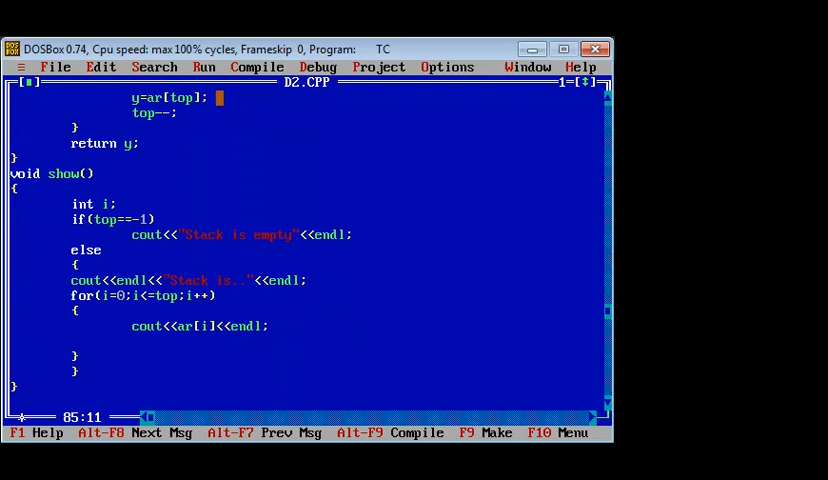 DOSBox 0.74, Cpu speed: max 100% cycles, Frameskip 0, Program: TC
≡ File Edit Search Run Compile Debug Project Options Window Help
[■] D2.CPP 1=[↕]
y=ar[top];
top--;
}
return y;
}
void show()
{
int i;
if(top==-1)
cout<<"Stack is empty"<<endl;
else
{
cout<<endl<<"Stack is.."<<endl;
for(i=0;i<=top;i++)
{
cout<<ar[i]<<endl;
}
}
}
85:11
F1 Help Alt-F8 Next Msg Alt-F7 Prev Msg Alt-F9 Compile F9 Make F10 Menu